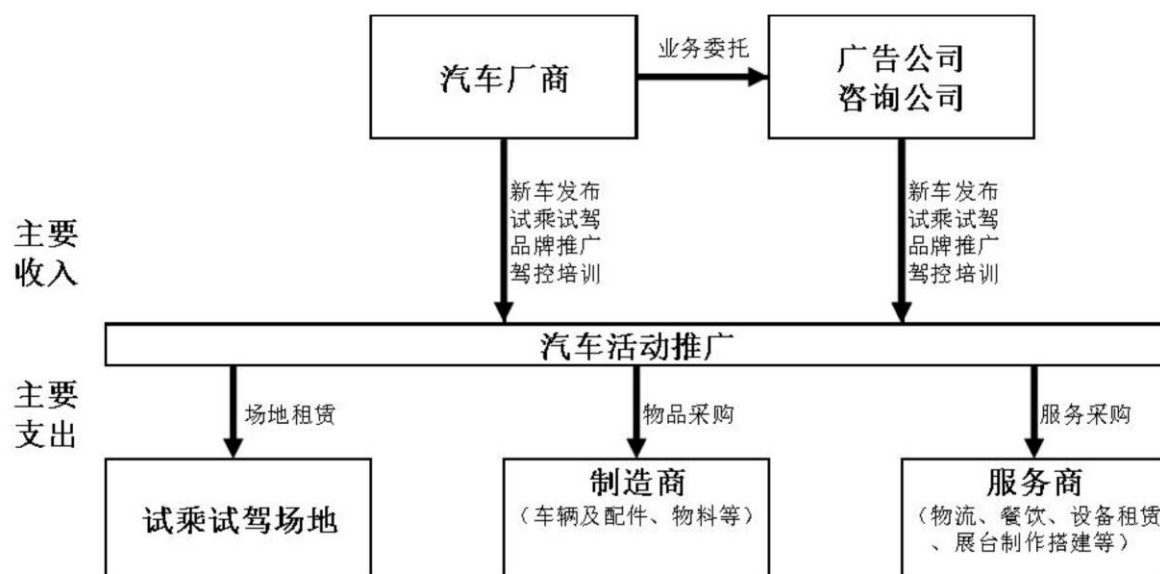 汽车厂商
业务委托
广告公司
咨询公司
新车发布
试乘试驾
品牌推广
驾控培训
新车发布
试乘试驾
品牌推广
驾控培训
主要
收入
汽车活动推广
主要
支出
场地租赁
物品采购
服务采购
试乘试驾场地
制造商
（车辆及配件、物料等）
服务商
（物流、餐饮、设备租赁
、展台制作搭建等）